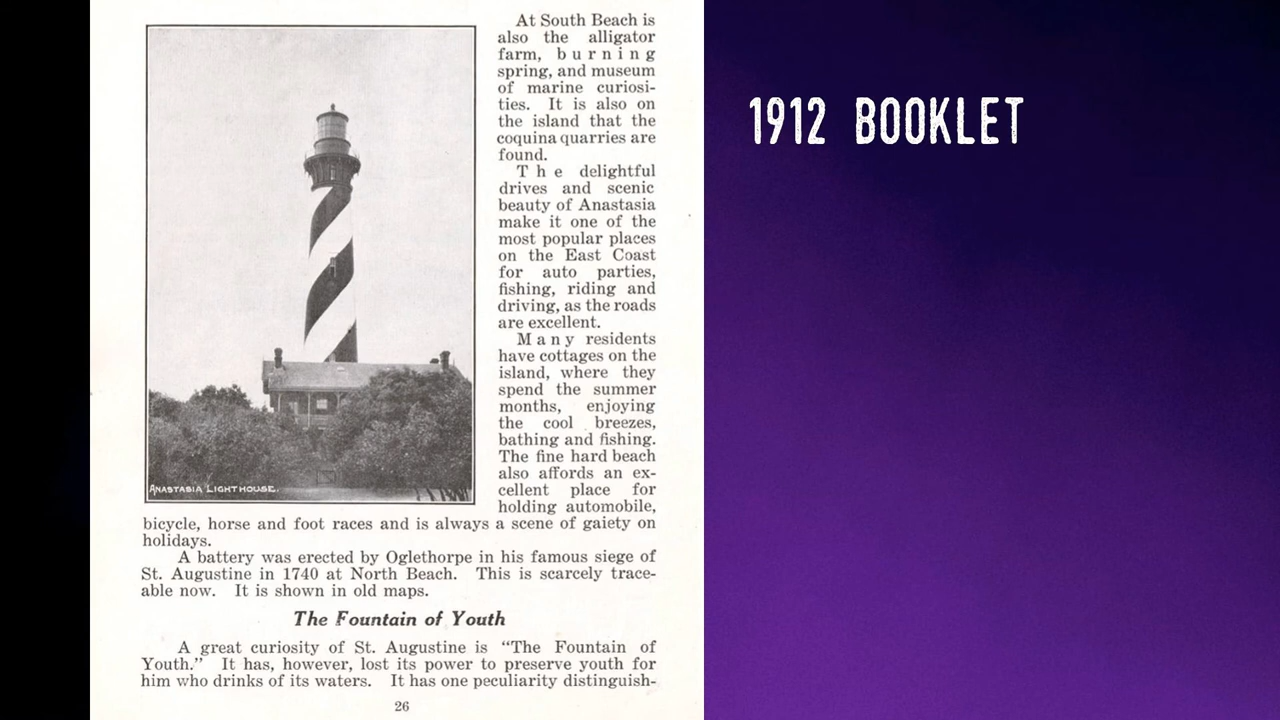 At South Beach is
also the alligator
farm, burning
spring, and museum
of marine curiosi-
ties. It is also on
the island that the
coquina quarries are
found.
The delightful
drives and scenic
beauty of Anastasia
make it one of the
most popular places
on the East Coast
for auto parties,
fishing, riding and
driving, as the roads
are excellent.
Many residents
have cottages on the
island, where they
spend the summer
months, enjoying
the cool breezes,
bathing and fishing.
The fine hard beach
also affords an ex-
cellent place for
holding automobile,
bicycle, horse and foot races and is always a scene of gaiety on
holidays.
A battery was erected by Oglethorpe in his famous siege of
St. Augustine in 1740 at North Beach. This is scarcely trace-
able now. It is shown in old maps.
The Fountain of Youth
A great curiosity of St. Augustine is “The Fountain of
Youth.” It has, however, lost its power to preserve youth for
him who drinks of its waters. It has one peculiarity distinguish-
26
ANASTASIA LIGHTHOUSE.
1912 BOOKLET